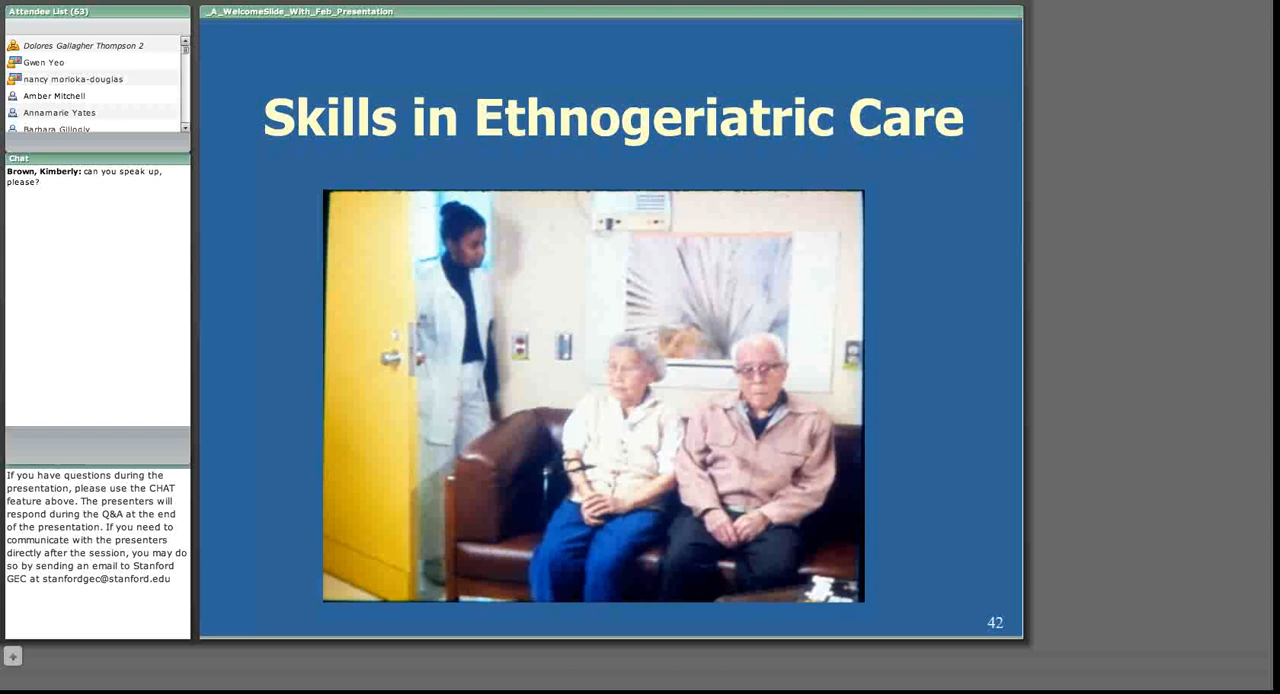 Attendee List (63)
Dolores Gallagher Thompson 2
Gwen Yeo
nancy morioka-douglas
Amber Mitchell
Annamarie Yates
Barbara Gilingly
Chat
Brown, Kimberly: can you speak up,
please?
If you have questions during the
presentation, please use the CHAT
feature above. The presenters will
respond during the Q&A at the end
of the presentation. If you need to
communicate with the presenters
directly after the session, you may do
so by sending an email to Stanford
GEC at stanfordgec@stanford.edu
_A_WelcomeSlide_With_Feb_Presentation
Skills in Ethnogeriatric Care
42